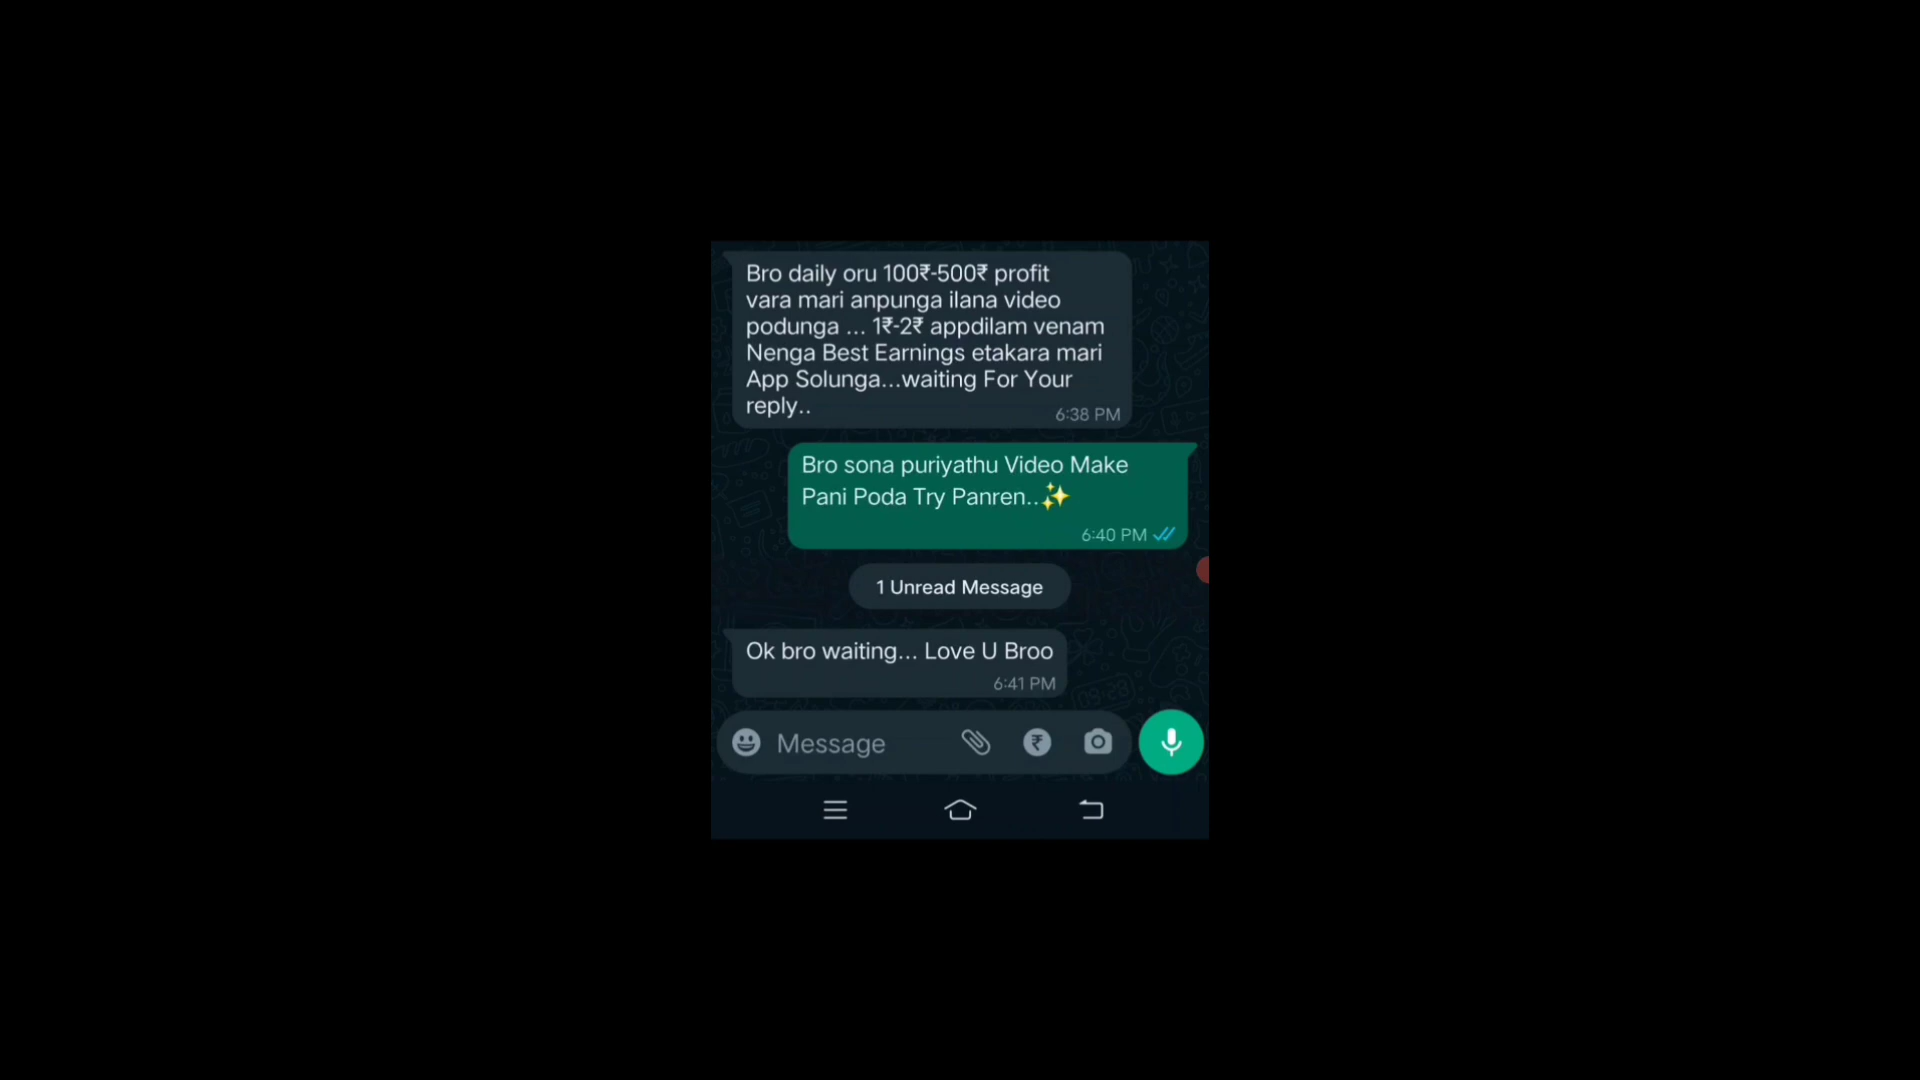 Bro daily oru 100₹-500₹ profit
vara mari anpunga ilana video
podunga ... 1₹-2₹ appdilam venam
Nenga Best Earnings etakara mari
App Solunga...waiting For Your
reply..
6:38 PM
Bro sona puriyathu Video Make
Pani Poda Try Panren..✨
6:40 PM
1 Unread Message
Ok bro waiting... Love U Broo
6:41 PM
Message